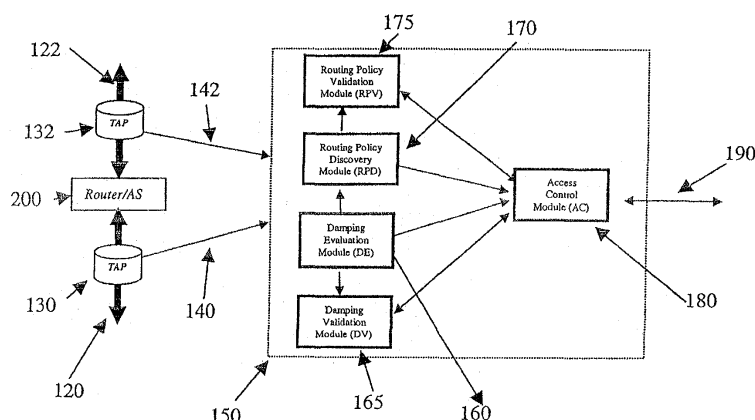 175
170
122
142
Routing Policy
Validation
Module (RPV)
TAP
132
Routing Policy
Discovery
Module (RPD)
190
200
Router/AS
Access
Control
Module (AC)
Damping
Evaluation
Module (DE)
TAP
130
140
180
Damping
Validation
Module (DV)
120
150
165
160